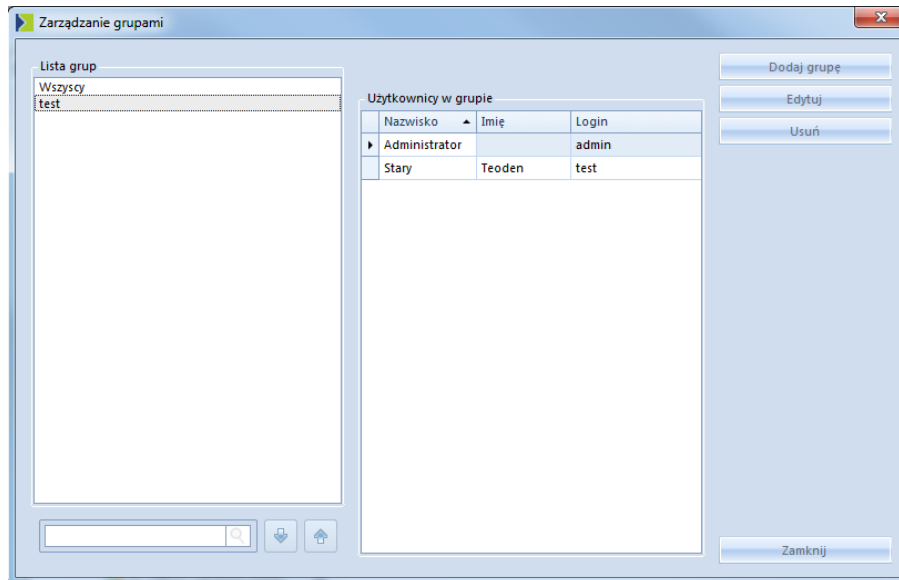 Zarządzanie grupami
Lista grup
Wszyscy
test
Użytkownicy w grupie
Nazwisko Imię Login
Administrator admin
Stary Teoden test
Dodaj grupę
Edytuj
Usuń
Zamknij